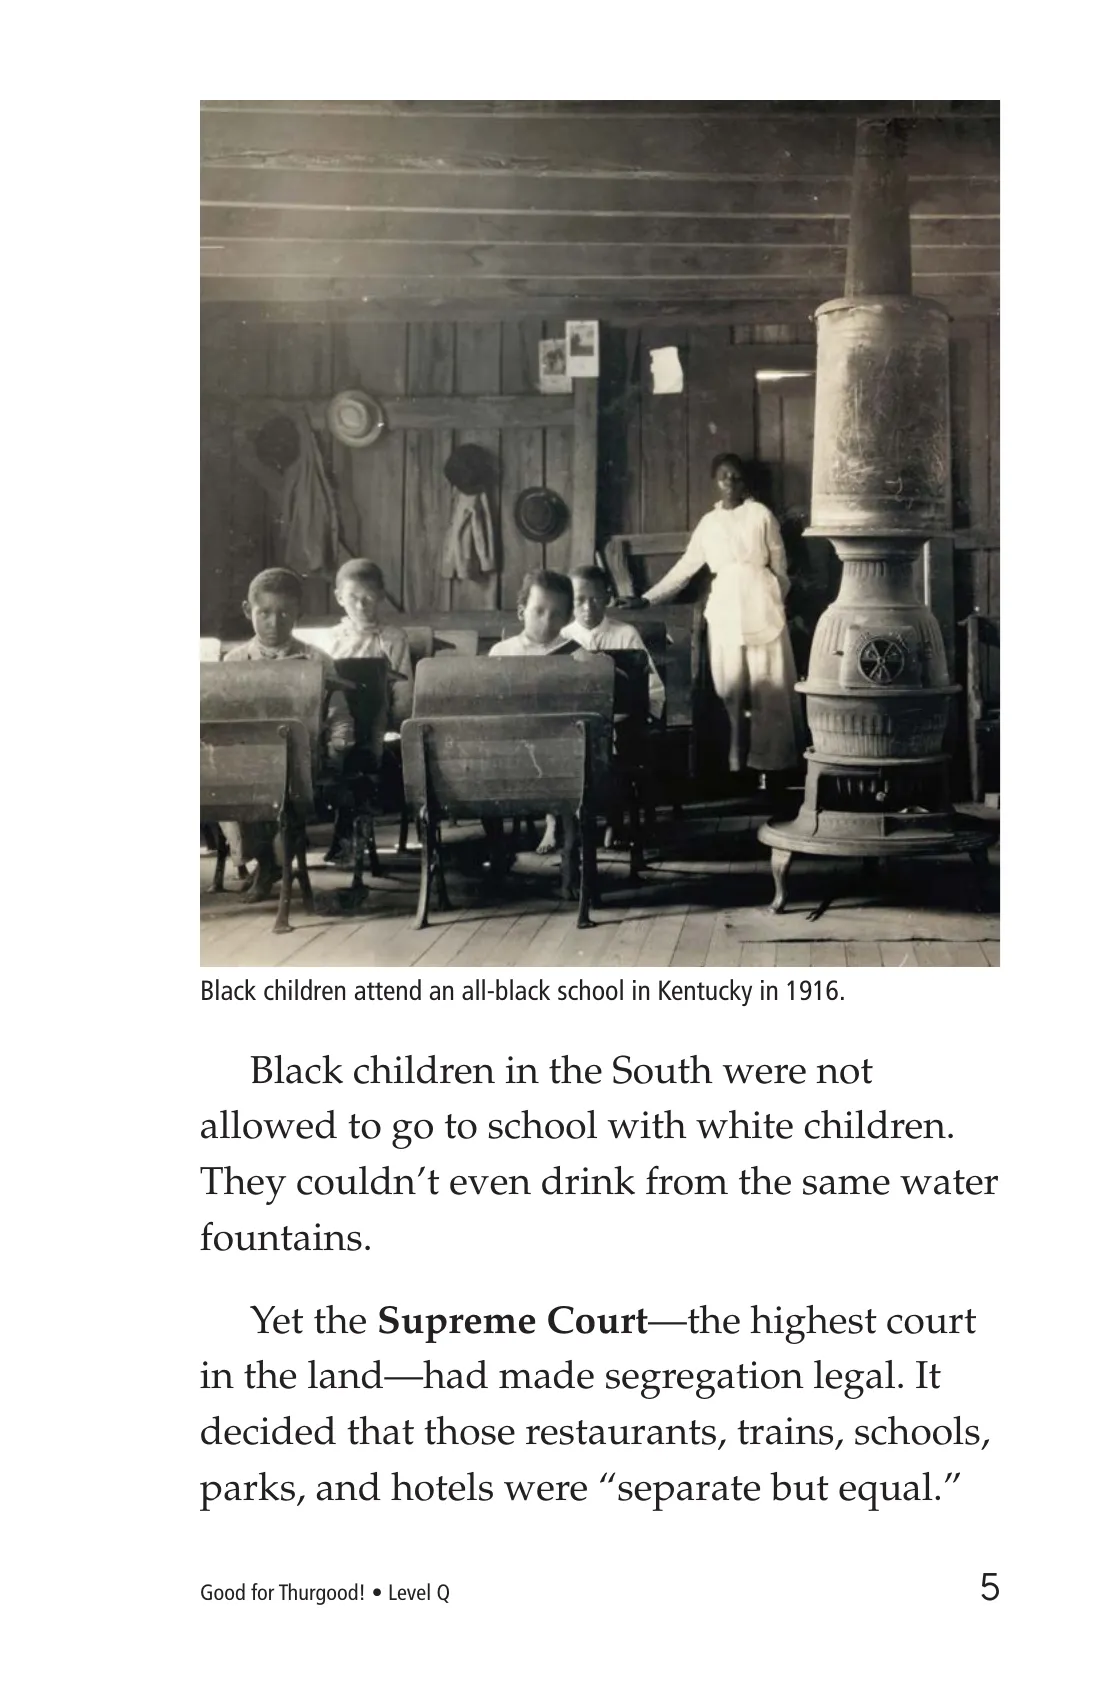 Black children attend an all-black school in Kentucky in 1916.
Black children in the South were not
allowed to go to school with white children.
They couldn’t even drink from the same water
fountains.
Yet the Supreme Court—the highest court
in the land—had made segregation legal. It
decided that those restaurants, trains, schools,
parks, and hotels were “separate but equal.”
Good for Thurgood! • Level Q 5